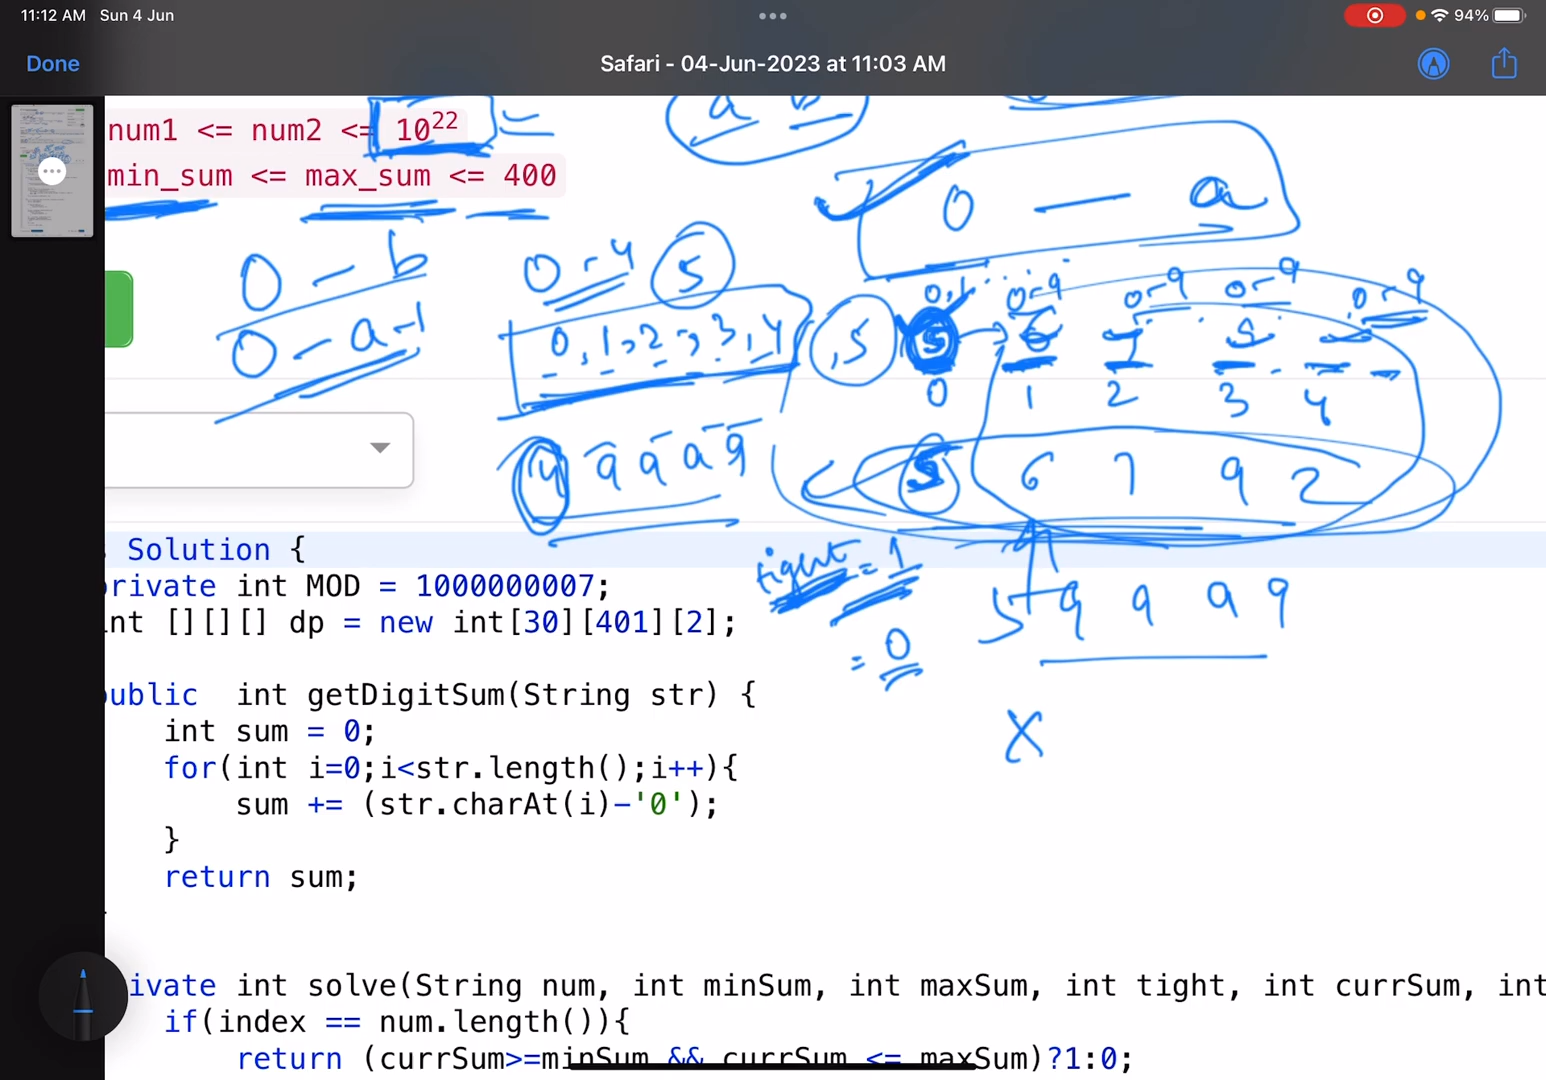 11:12 AM Sun 4 Jun
94%
Done
Safari - 04-Jun-2023 at 11:03 AM
num1 <= num2 <= 10²² =
a b
min_sum <= max_sum <= 400
0 — a
0 - b
0 - a-1
0 - 4 5
0, 1, 2, 3, 4
, 5
0,1.. 0-9 0-9 0-9 0-9
5
0 1 2 3 4
4 9 9 9 9
5 6 7 9 2
tight = 1
= 0
5 9 9 9 9
X
Solution {
rivate int MOD = 1000000007;
nt [][][] dp = new int[30][401][2];
ublic int getDigitSum(String str) {
int sum = 0;
for(int i=0;i<str.length();i++){
sum += (str.charAt(i)-'0');
}
return sum;
ivate int solve(String num, int minSum, int maxSum, int tight, int currSum, int
if(index == num.length()){
return (currSum>=minSum && currSum <= maxSum)?1:0;